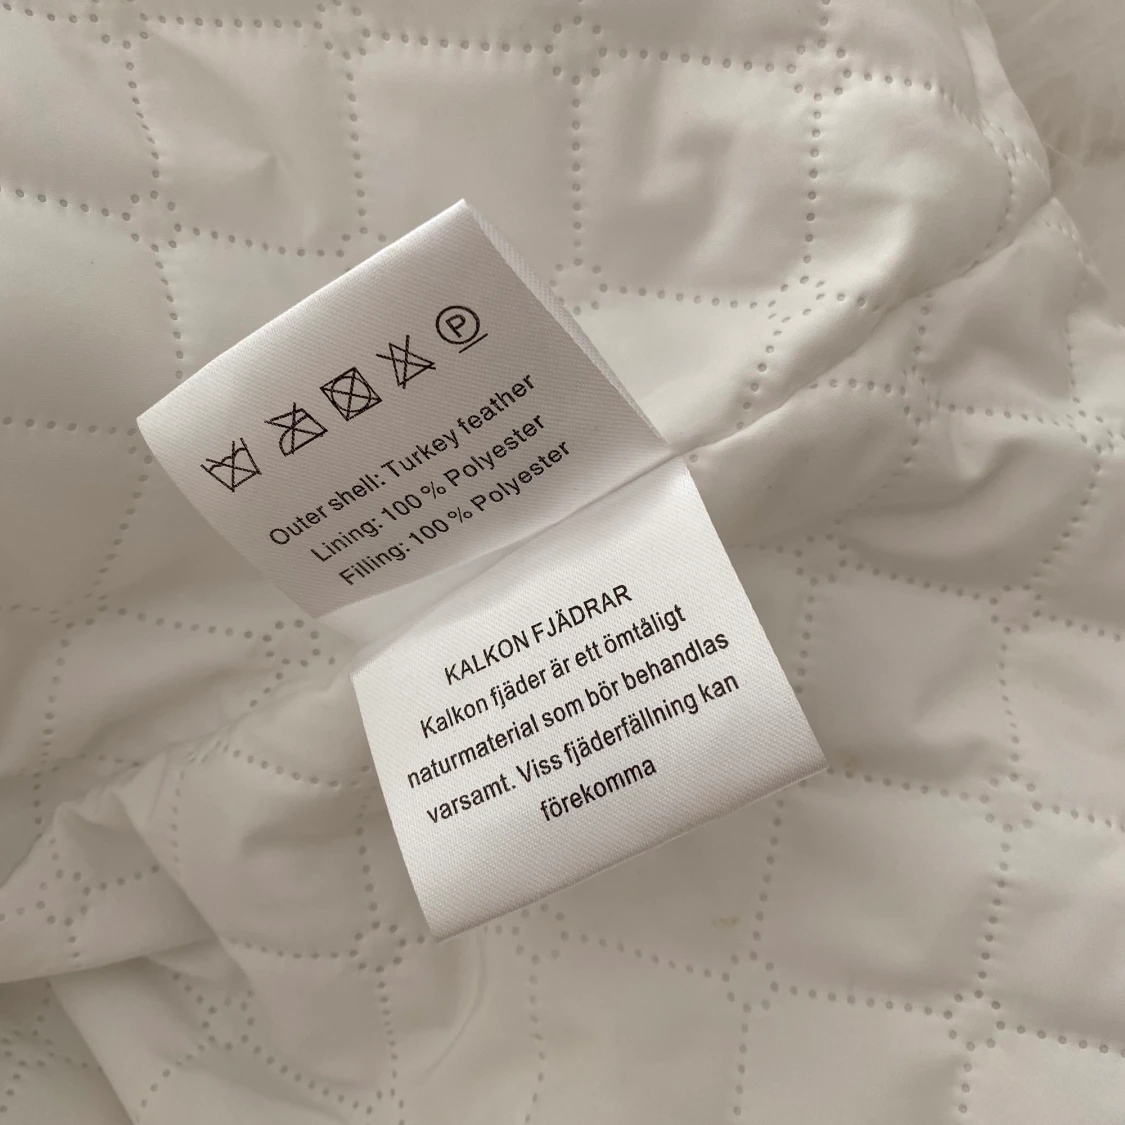 P
Outer shell: Turkey feather
Lining: 100 % Polyester
Filling: 100 % Polyester
KALKON FJÄDRAR
Kalkon fjäder är ett ömtåligt
naturmaterial som bör behandlas
varsamt. Viss fjäderfällning kan
förekomma